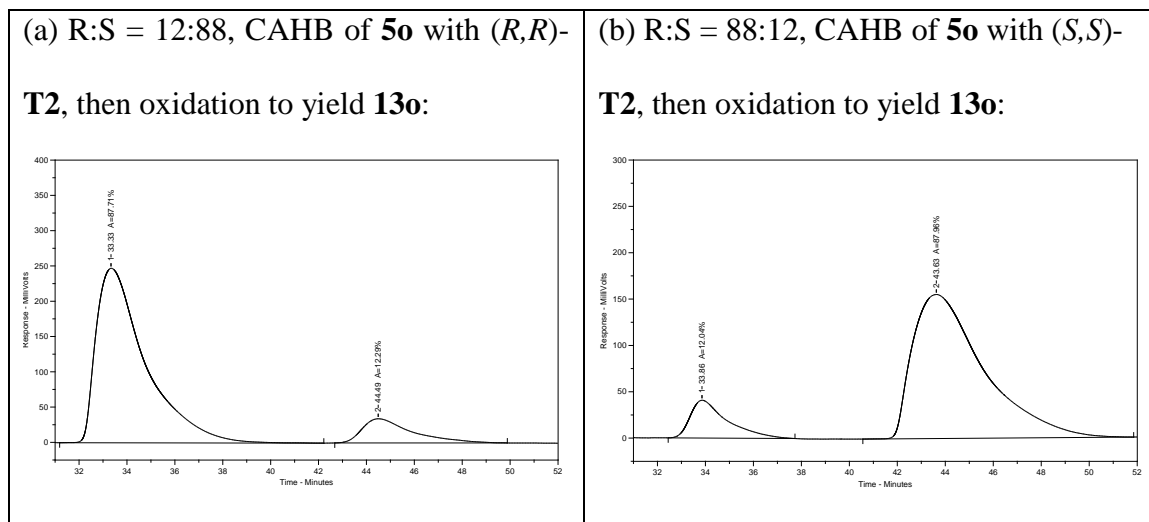 (a) R:S = 12:88, CAHB of 5o with (R,R)-
T2, then oxidation to yield 13o:
400
350
300
250
200
150
100
50
0
Response - MilliVolts
1- 33.33 A=87.71%
2- 44.49 A=12.29%
32 34 36 38 40 42 44 46 48 50 52
Time - Minutes
(b) R:S = 88:12, CAHB of 5o with (S,S)-
T2, then oxidation to yield 13o:
300
250
200
150
100
50
0
Response - MilliVolts
1- 33.86 A=12.04%
2- 43.63 A=87.96%
32 34 36 38 40 42 44 46 48 50 52
Time - Minutes